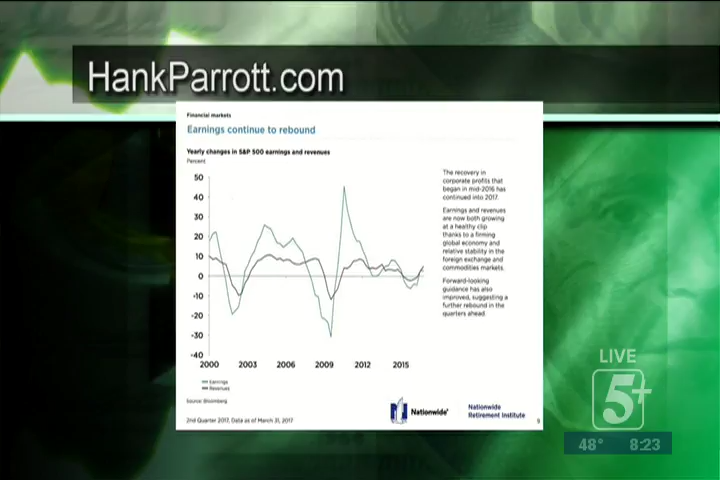 HankParrott.com
Financial markets
Earnings continue to rebound
Yearly changes in S&P 500 earnings and revenues
Percent
50
40
30
20
10
0
-10
-20
-30
-40
2000 2003 2006 2009 2012 2015
Earnings
Revenues
The recovery in
corporate profits that
began in mid-2016 has
continued into 2017.
Earnings and revenues
are now both growing
at a healthy clip
thanks to a firming
global economy and
relative stability in the
foreign exchange and
commodities markets.
Forward-looking
guidance has also
improved, suggesting a
further rebound in the
quarters ahead.
Source: Bloomberg
2nd Quarter 2017, Data as of March 31, 2017
Nationwide®
Nationwide
Retirement Institute
9
LIVE
5+
48° 8:23